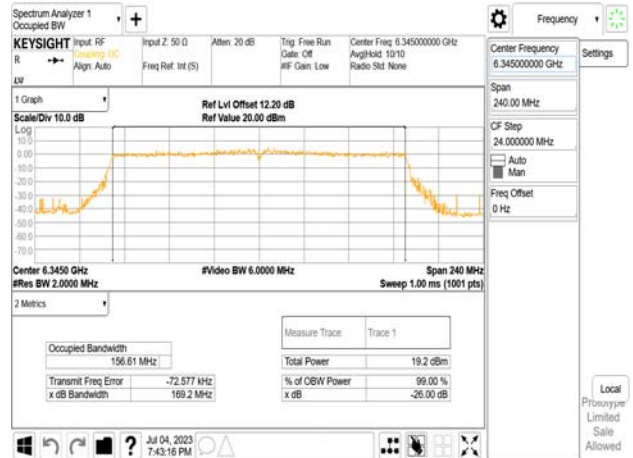 Spectrum Analyzer 1
Occupied BW
Frequency
KEYSIGHT
Input: RF
Input Z: 50 Ω
Atten: 20 dB
Trig: Free Run
Center Freq: 6.345000000 GHz
R
Coupling: DC
Gate: Off
Avg|Hold: 10/10
Align: Auto
Freq Ref: Int (S)
#IF Gain: Low
Radio Std: None
Center Frequency
6.345000000 GHz
Settings
Span
240.00 MHz
CF Step
24.000000 MHz
Auto
Man
Freq Offset
0 Hz
1 Graph
Ref Lvl Offset 12.20 dB
Scale/Div 10.0 dB
Ref Value 20.00 dBm
Log
10.0
0.00
-10.0
-20.0
-30.0
-40.0
-50.0
-60.0
-70.0
Center 6.3450 GHz
#Video BW 6.0000 MHz
Span 240 MHz
#Res BW 2.0000 MHz
Sweep 1.00 ms (1001 pts)
2 Metrics
Measure Trace
Trace 1
Occupied Bandwidth
156.61 MHz
Total Power
19.2 dBm
Transmit Freq Error
-72.577 kHz
% of OBW Power
99.00 %
x dB Bandwidth
169.2 MHz
x dB
-26.00 dB
Local
Prototype
Limited
Sale
Allowed
Jul 04, 2023
7:43:16 PM